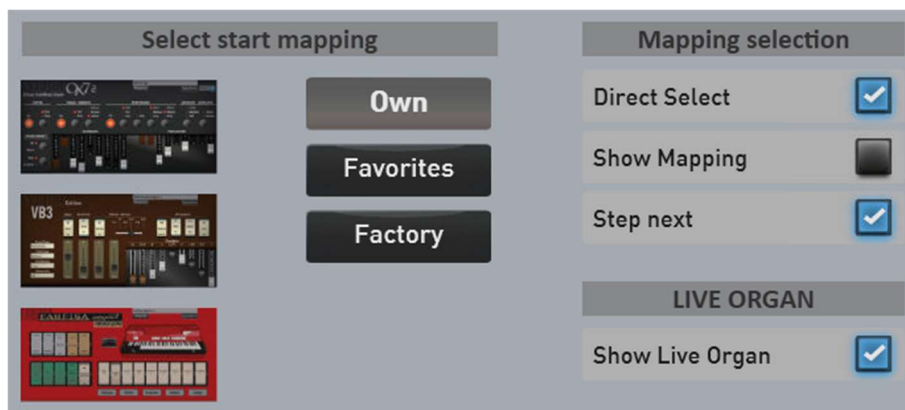 Select start mapping
Own
Favorites
Factory
VB3
Mapping selection
Direct Select
Show Mapping
Step next
LIVE ORGAN
Show Live Organ